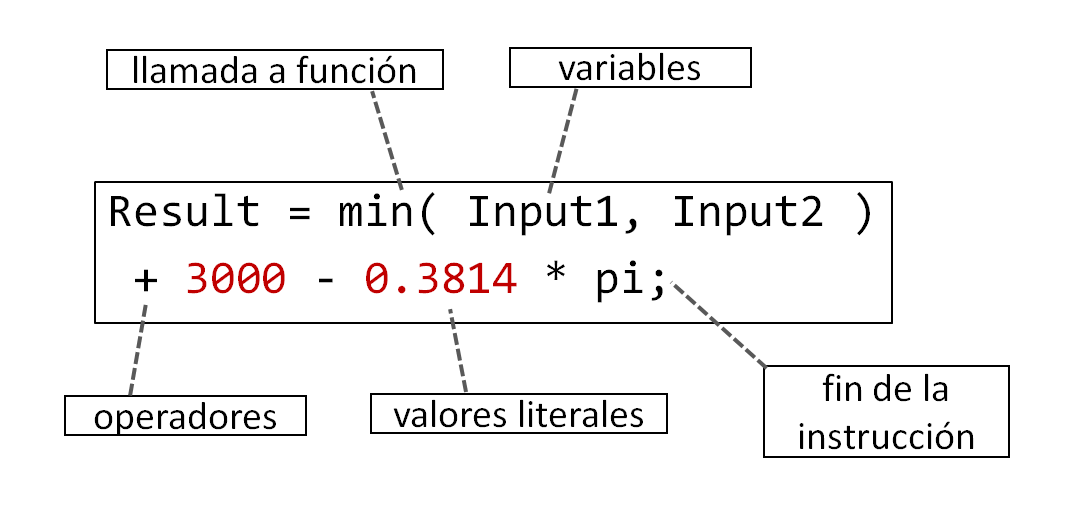 llamada a función
variables
Result = min( Input1, Input2 )
+ 3000 - 0.3814 * pi;
operadores
valores literales
fin de la
instrucción